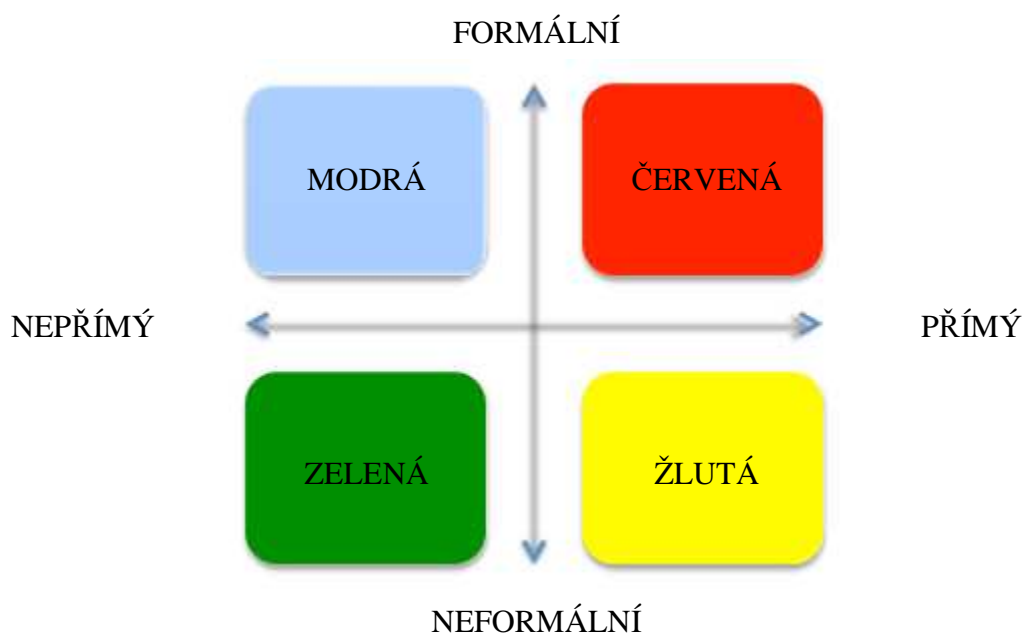 FORMÁLNÍ
MODRÁ
ČERVENÁ
NEPŘÍMÝ
PŘÍMÝ
ZELENÁ
ŽLUTÁ
NEFORMÁLNÍ